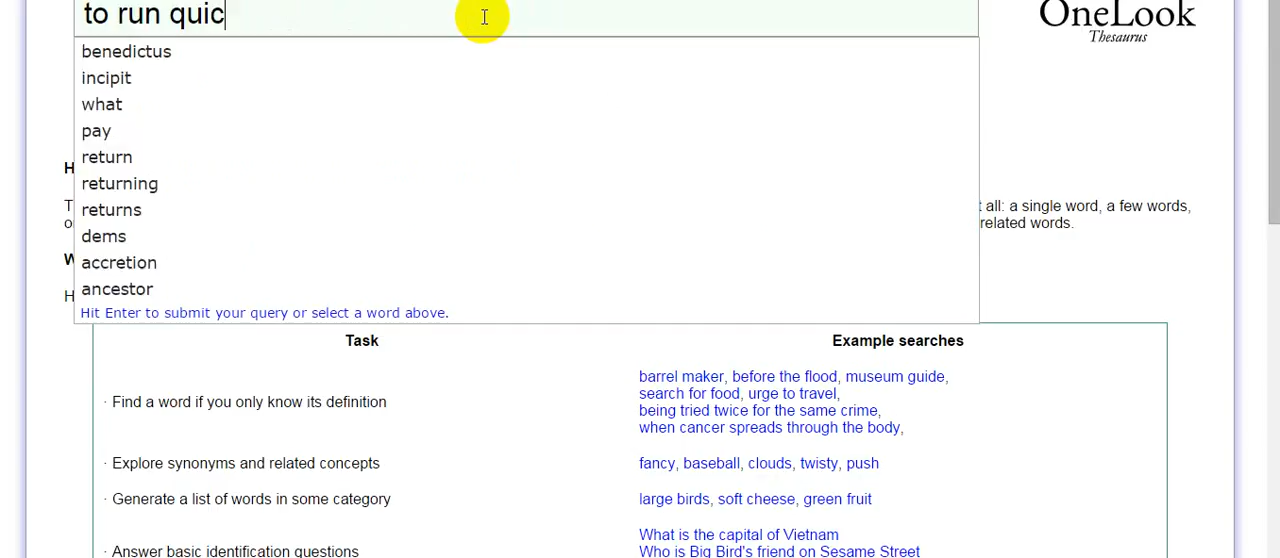 to run quic
OneLook
Thesaurus
benedictus
incipit
what
pay
return
returning
returns
dems
accretion
ancestor
Hit Enter to submit your query or select a word above.
t all: a single word, a few words,
related words.
Task
Example searches
· Find a word if you only know its definition
barrel maker, before the flood, museum guide,
search for food, urge to travel,
being tried twice for the same crime,
when cancer spreads through the body,
· Explore synonyms and related concepts
fancy, baseball, clouds, twisty, push
· Generate a list of words in some category
large birds, soft cheese, green fruit
· Answer basic identification questions
What is the capital of Vietnam
Who is Big Bird's friend on Sesame Street